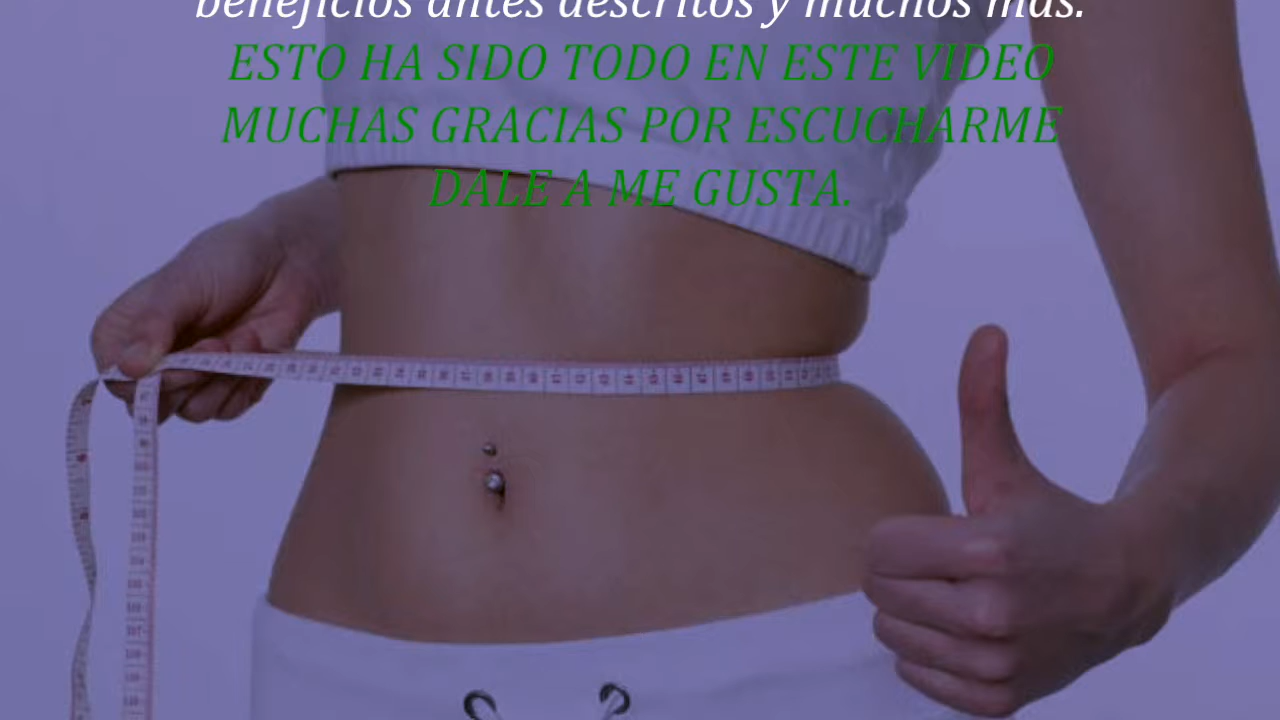 beneficios antes descritos y muchos más.
ESTO HA SIDO TODO EN ESTE VIDEO
MUCHAS GRACIAS POR ESCUCHARME
DALE A ME GUSTA.